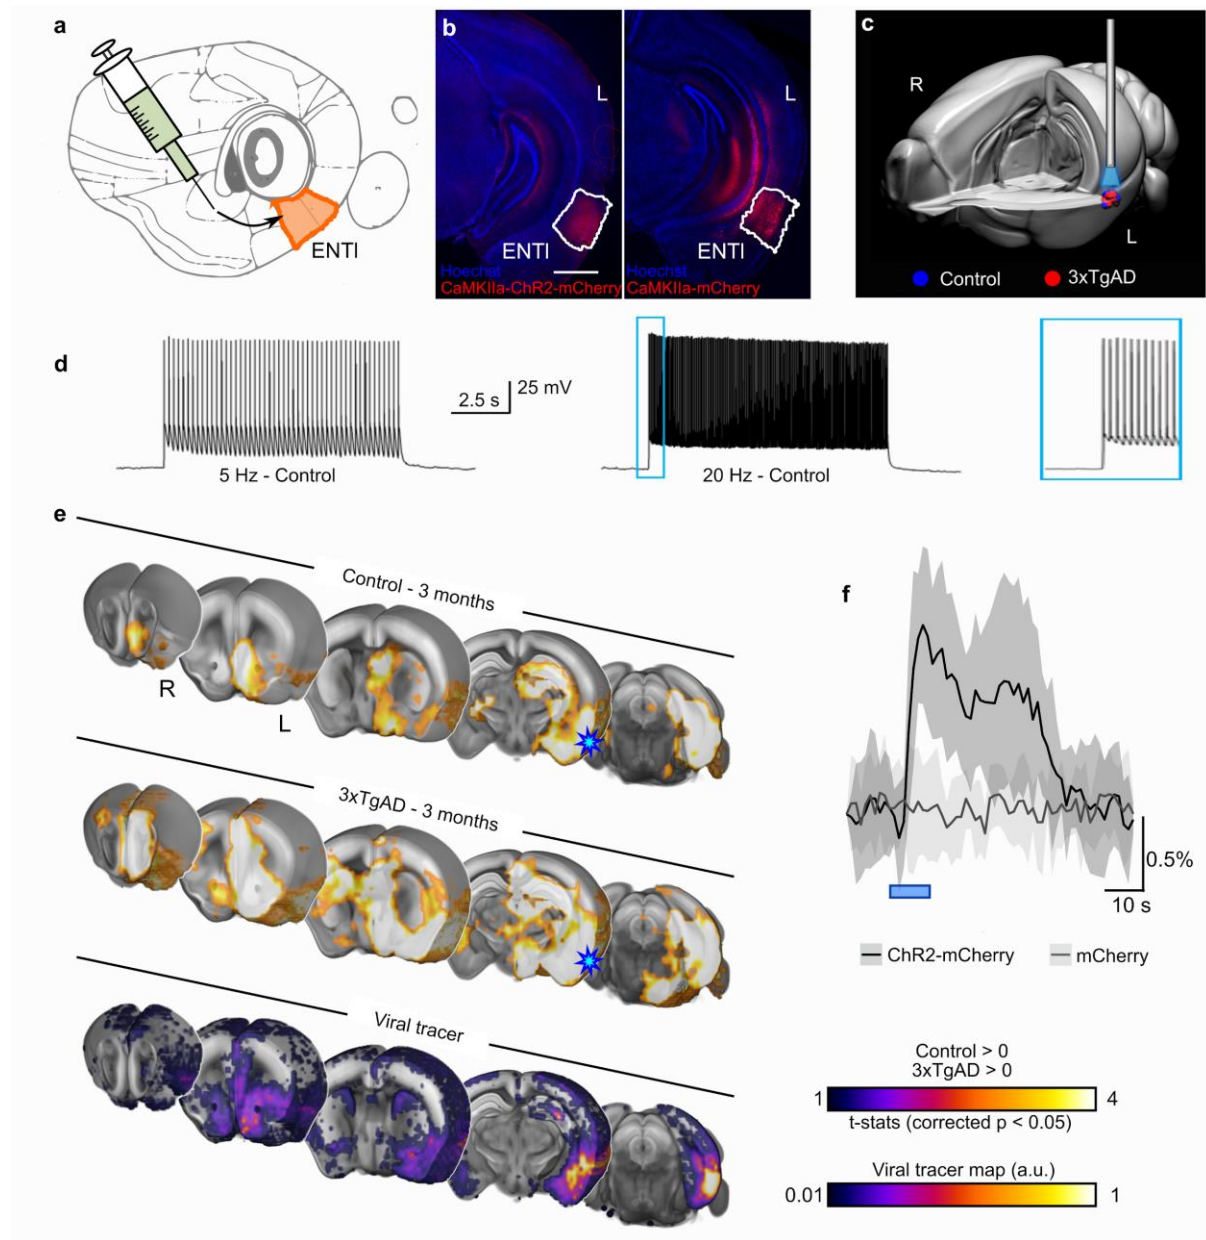 a
ENTl
b
L
L
ENTl
ENTl
Hoechst
CaMKIIa-ChR2-mCherry
Hoechst
CaMKIIa-mCherry
c
R
L
Control
3xTgAD
d
25 mV
2.5 s
5 Hz - Control
20 Hz - Control
e
Control - 3 months
R
L
3xTgAD - 3 months
Viral tracer
f
0.5%
10 s
ChR2-mCherry
mCherry
Control > 0
3xTgAD > 0
1
4
t-stats (corrected p < 0.05)
Viral tracer map (a.u.)
0.01
1